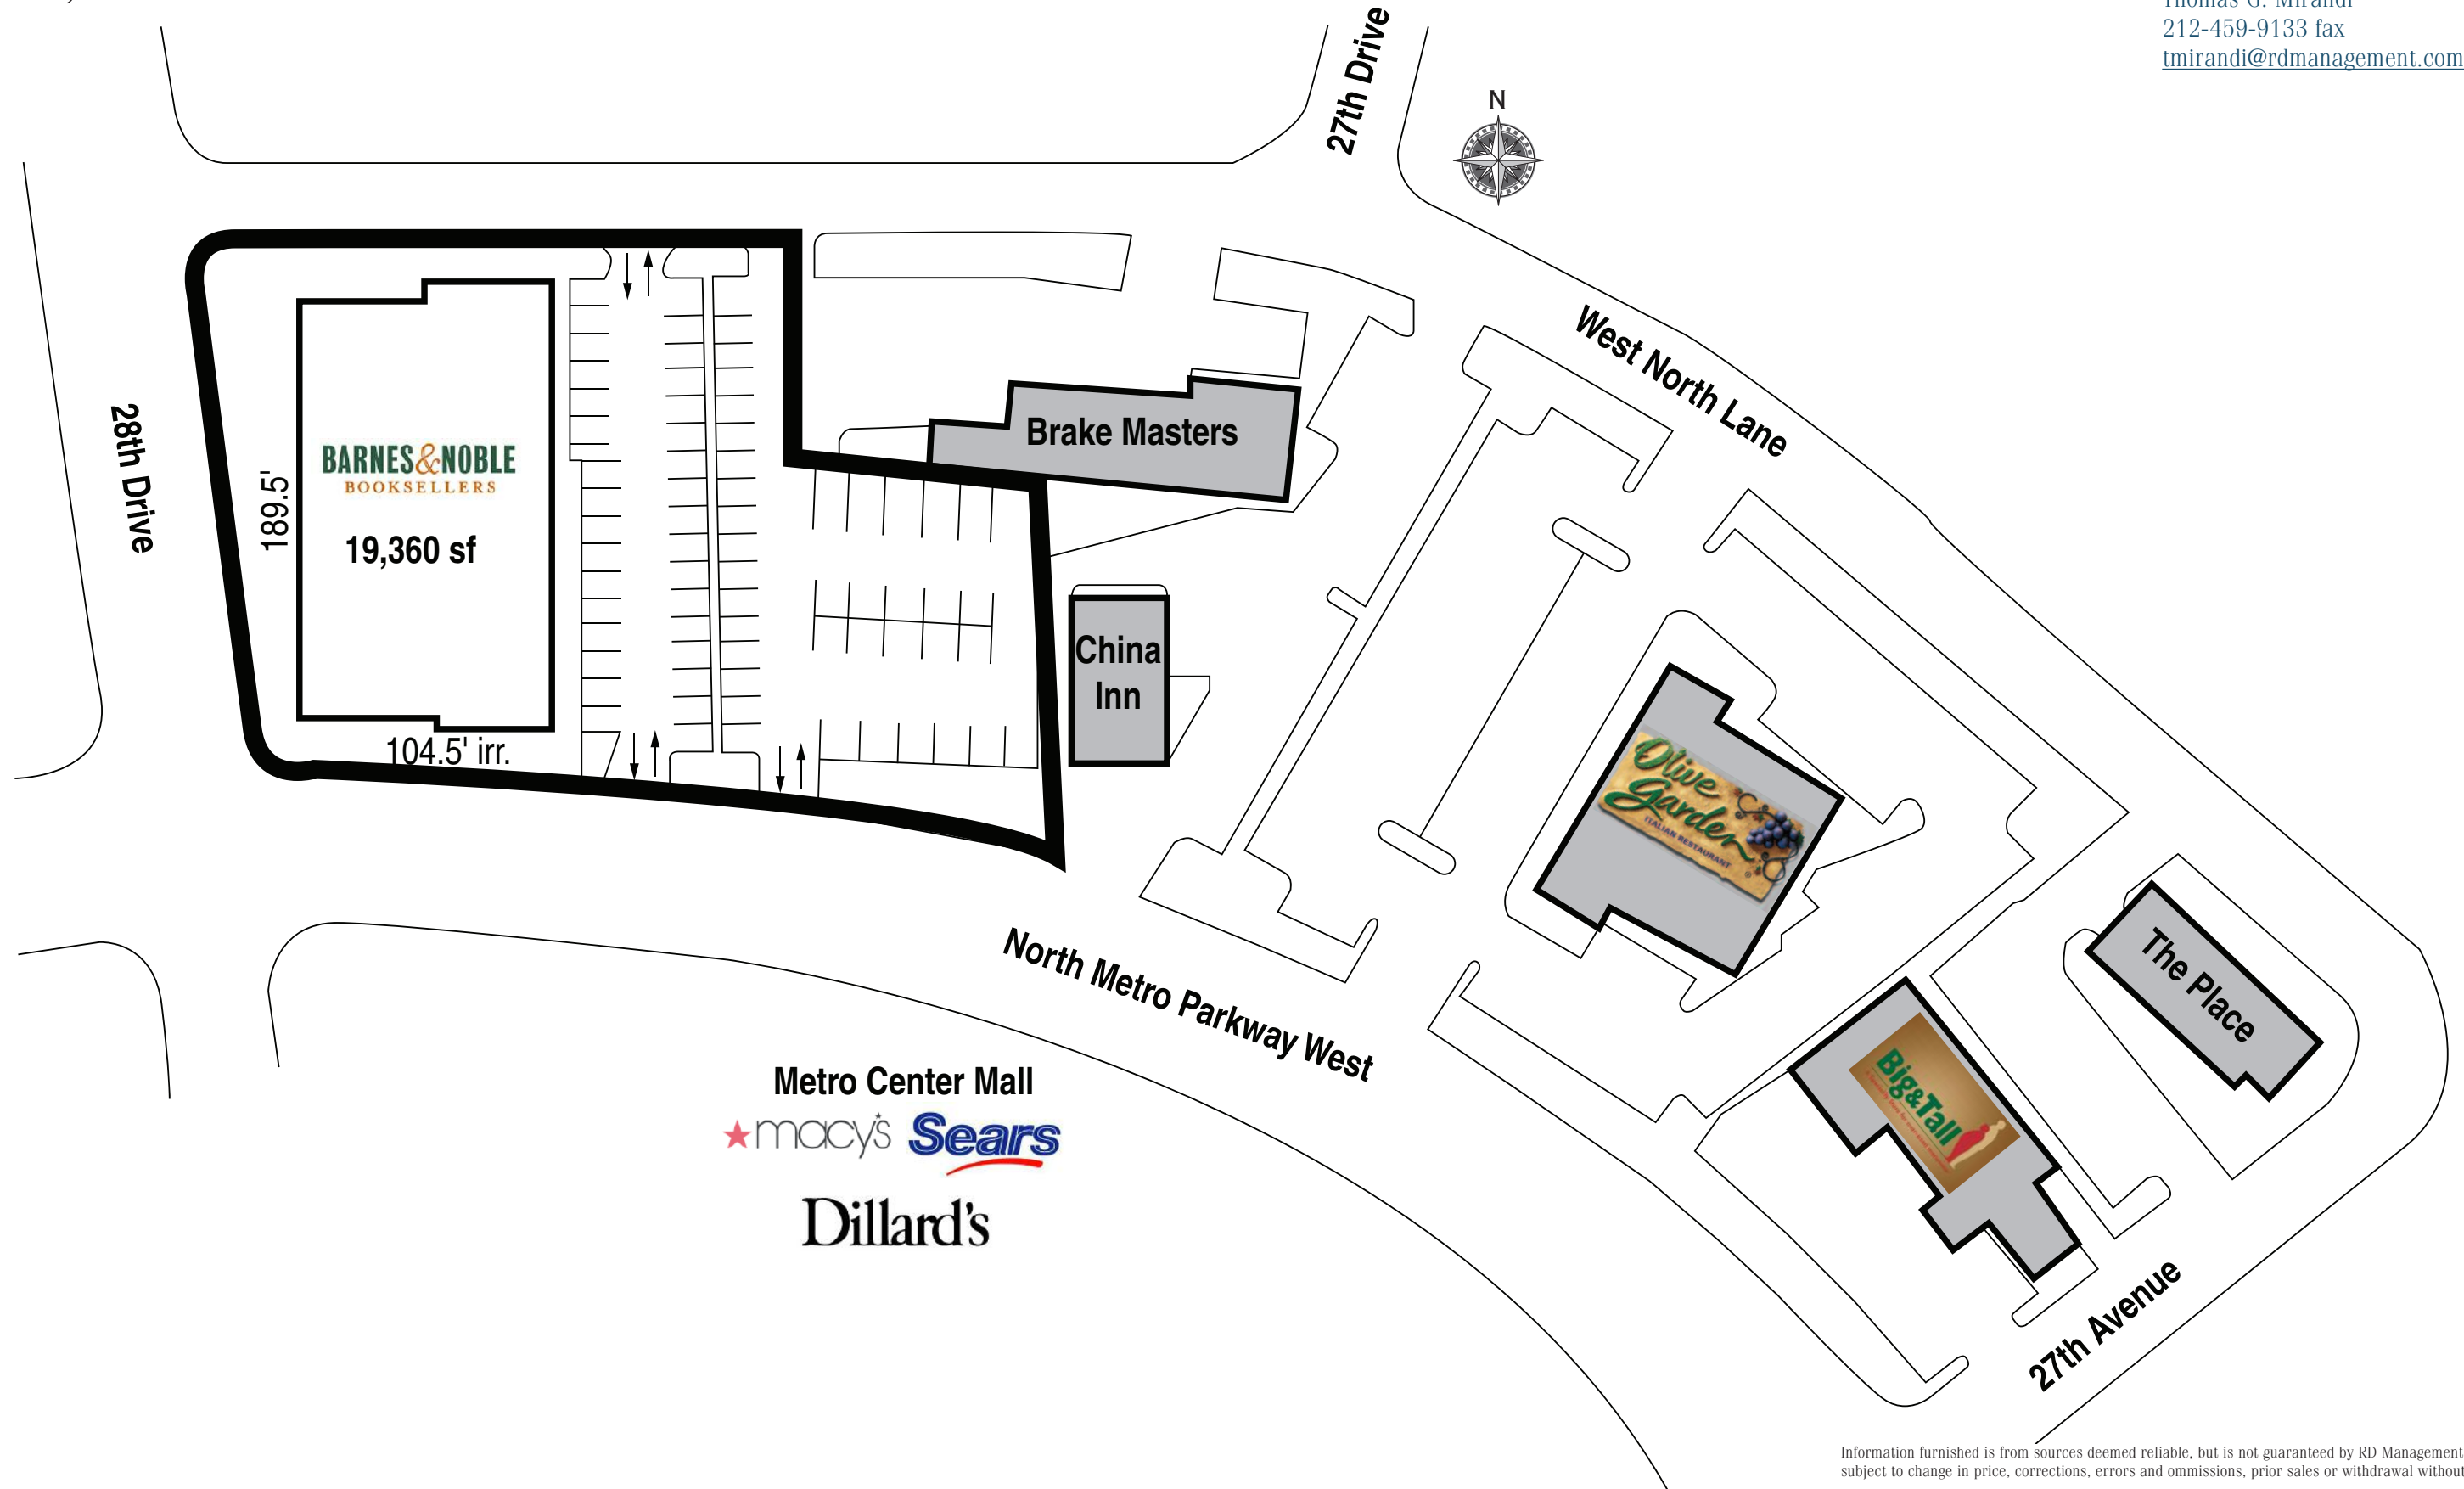 Thomas G. Mirandi
212-459-9133 fax
tmirandi@rdmanagement.com
27th Drive
N
West North Lane
28th Drive
BARNES&NOBLE
BOOKSELLERS
19,360 sf
189.5'
104.5' irr.
Brake Masters
China
Inn
Olive
Garden
ITALIAN RESTAURANT
The Place
Big&Tall
27th Avenue
North Metro Parkway West
Metro Center Mall
macy's
Sears
Dillard's
Information furnished is from sources deemed reliable, but is not guaranteed by RD Management
subject to change in price, corrections, errors and ommissions, prior sales or withdrawal without